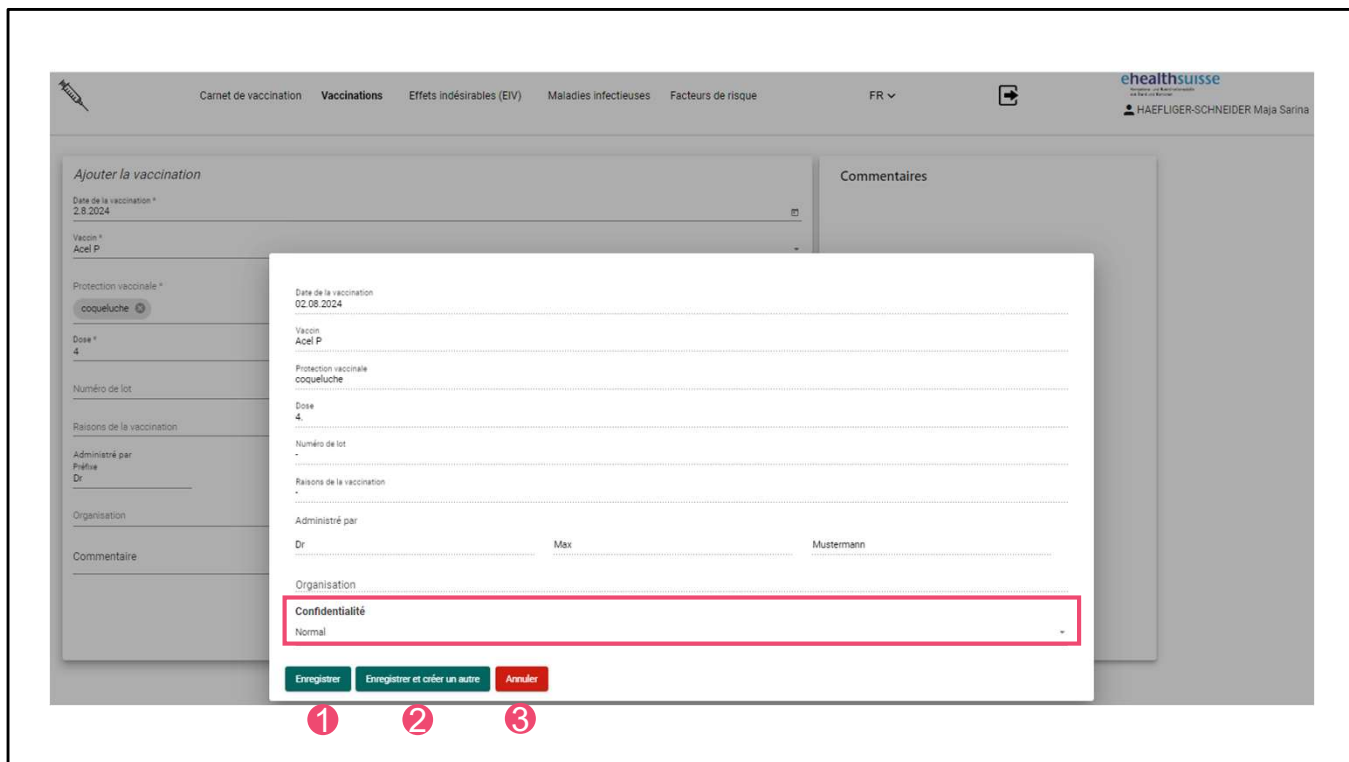 ehealthsuisse
Carnet de vaccination Vaccinations Effets indésirables (EIV) Maladies infectieuses Facteurs de risque FR
HAEFLIGER-SCHNEIDER Maja Sarina
Ajouter la vaccination
Commentaires
Date de la vaccination *
2.8.2024
Vaccin *
Acel P
Protection vaccinale *
coqueluche
Dose *
4
Numéro de lot
Raisons de la vaccination
Administré par
Préfixe
Dr
Organisation
Commentaire
Date de la vaccination
02.08.2024
Vaccin
Acel P
Protection vaccinale
coqueluche
Dose
4.
Numéro de lot
-
Raisons de la vaccination
-
Administré par
Dr Max Mustermann
Organisation
Confidentialité
Normal
Enregistrer Enregistrer et créer un autre Annuler
1 2 3